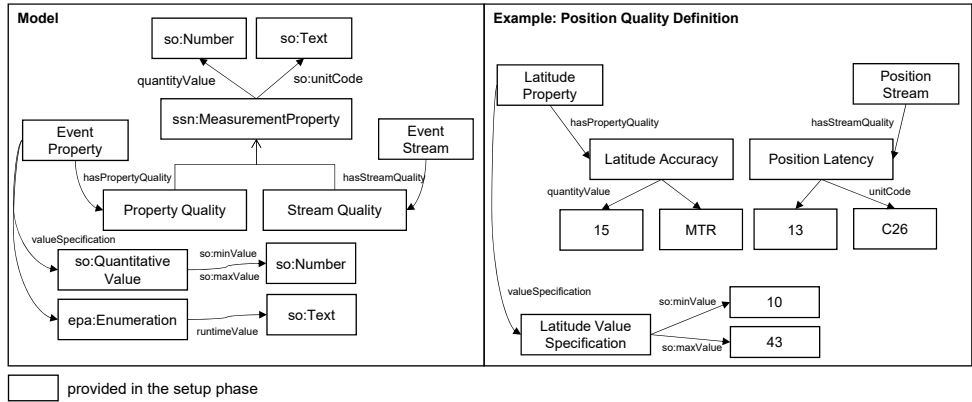 Model
so:Number
so:Text
quantityValue
so:unitCode
ssn:MeasurementProperty
Event
Property
Event
Stream
hasPropertyQuality
hasStreamQuality
Property Quality
Stream Quality
valueSpecification
so:Quantitative
Value
so:minValue
so:maxValue
so:Number
epa:Enumeration
runtimeValue
so:Text
Example: Position Quality Definition
Latitude
Property
Position
Stream
hasPropertyQuality
hasStreamQuality
Latitude Accuracy
Position Latency
quantityValue
unitCode
15
MTR
13
C26
valueSpecification
so:minValue
10
Latitude Value
Specification
so:maxValue
43
provided in the setup phase